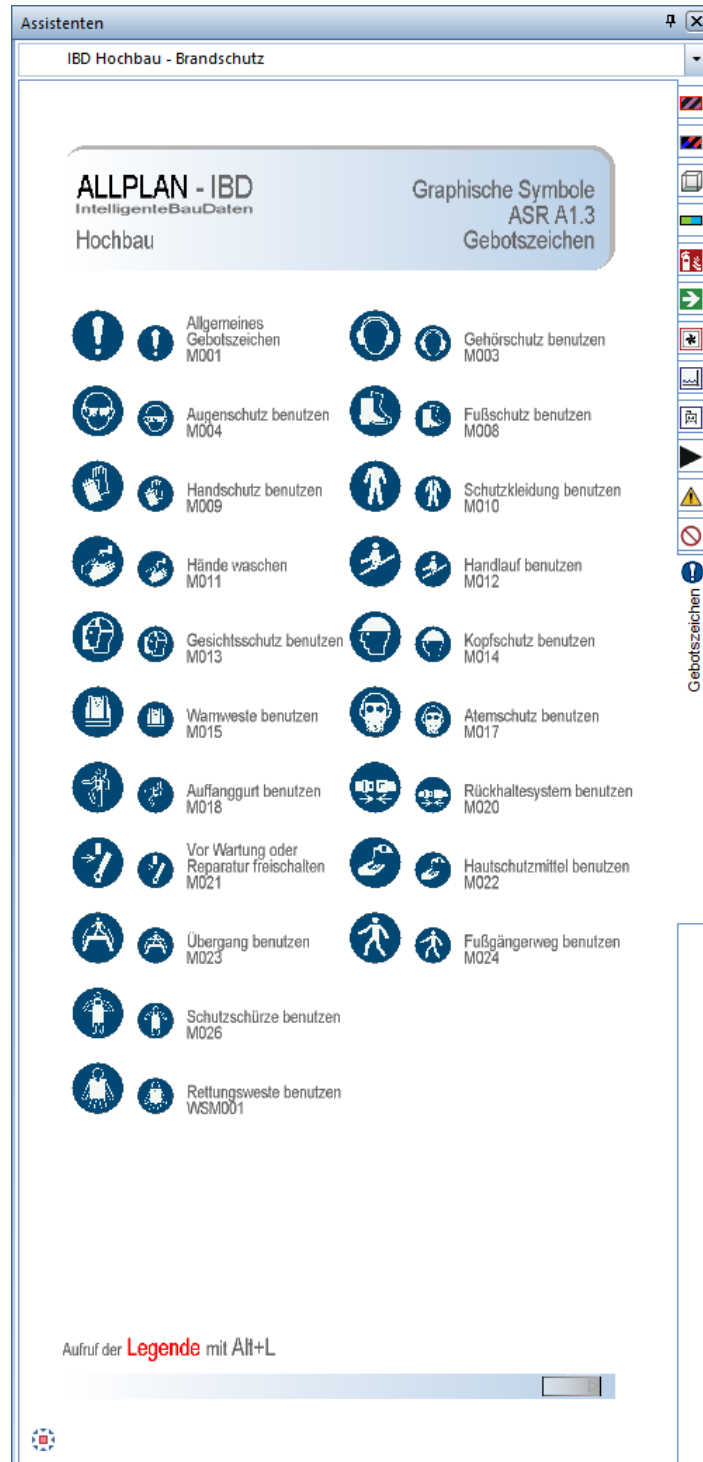 Assistenten
IBD Hochbau - Brandschutz
ALLPLAN - IBD
IntelligenteBauDaten
Hochbau
Graphische Symbole
ASR A1.3
Gebotszeichen
Allgemeines
Gebotszeichen
M001
Gehörschutz benutzen
M003
Augenschutz benutzen
M004
Fußschutz benutzen
M008
Handschutz benutzen
M009
Schutzkleidung benutzen
M010
Hände waschen
M011
Handlauf benutzen
M012
Gesichtsschutz benutzen
M013
Kopfschutz benutzen
M014
Warnweste benutzen
M015
Atemschutz benutzen
M017
Auffanggurt benutzen
M018
Rückhaltesystem benutzen
M020
Vor Wartung oder
Reparatur freischalten
M021
Hautschutzmittel benutzen
M022
Übergang benutzen
M023
Fußgängerweg benutzen
M024
Schutzschürze benutzen
M026
Rettungsweste benutzen
WSM001
Aufruf der Legende mit Alt+L
Gebotszeichen